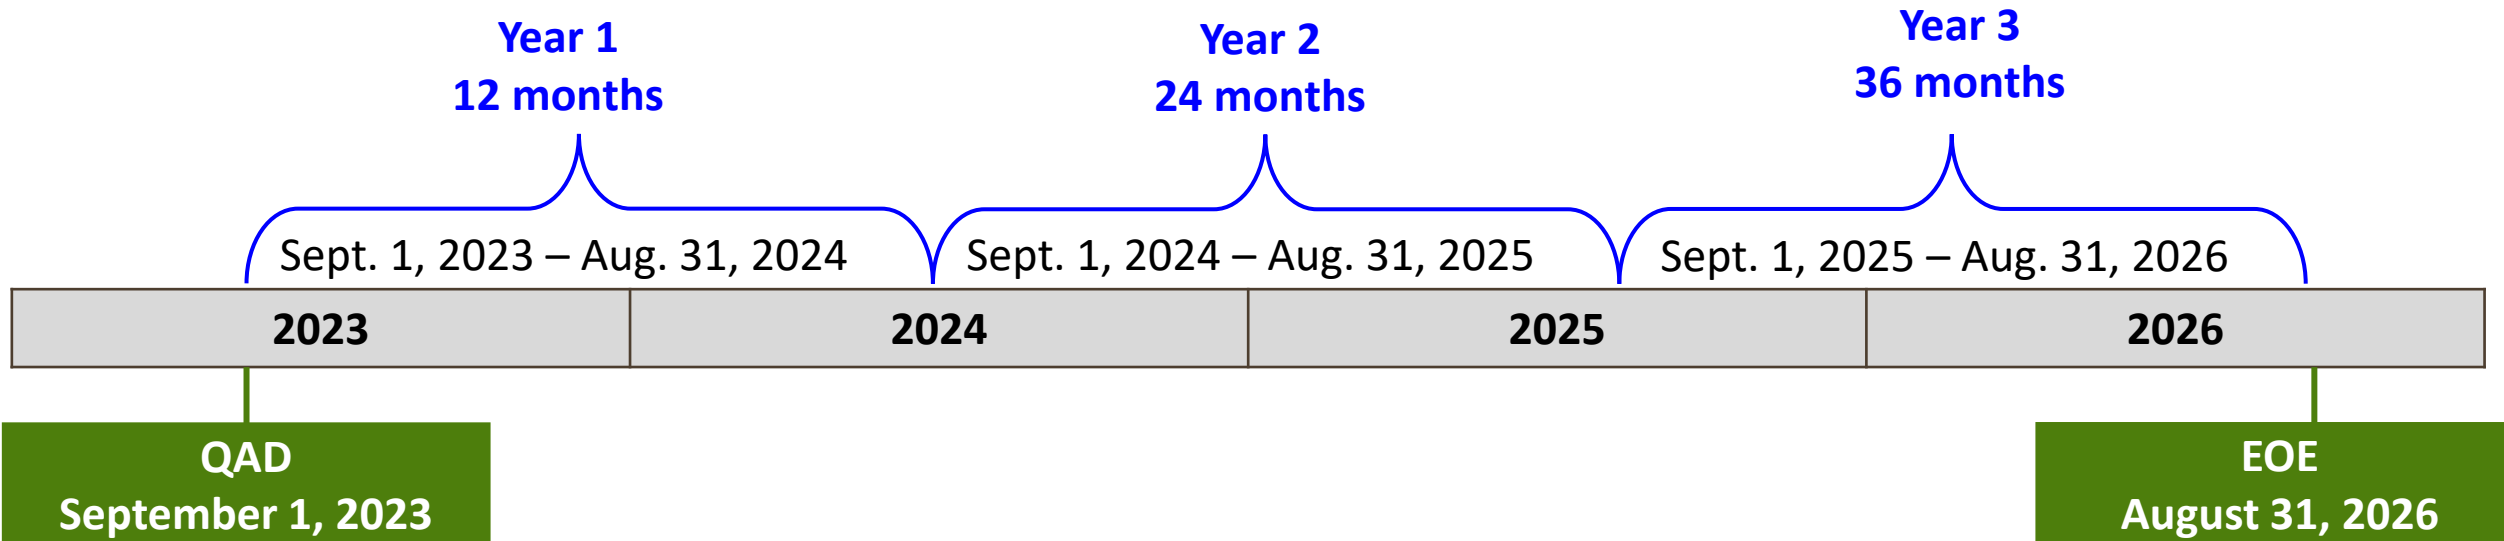 Year 1
12 months
Year 2
24 months
Year 3
36 months
Sept. 1, 2023 – Aug. 31, 2024
Sept. 1, 2024 – Aug. 31, 2025
Sept. 1, 2025 – Aug. 31, 2026
2023
2024
2025
2026
QAD
September 1, 2023
EOE
August 31, 2026